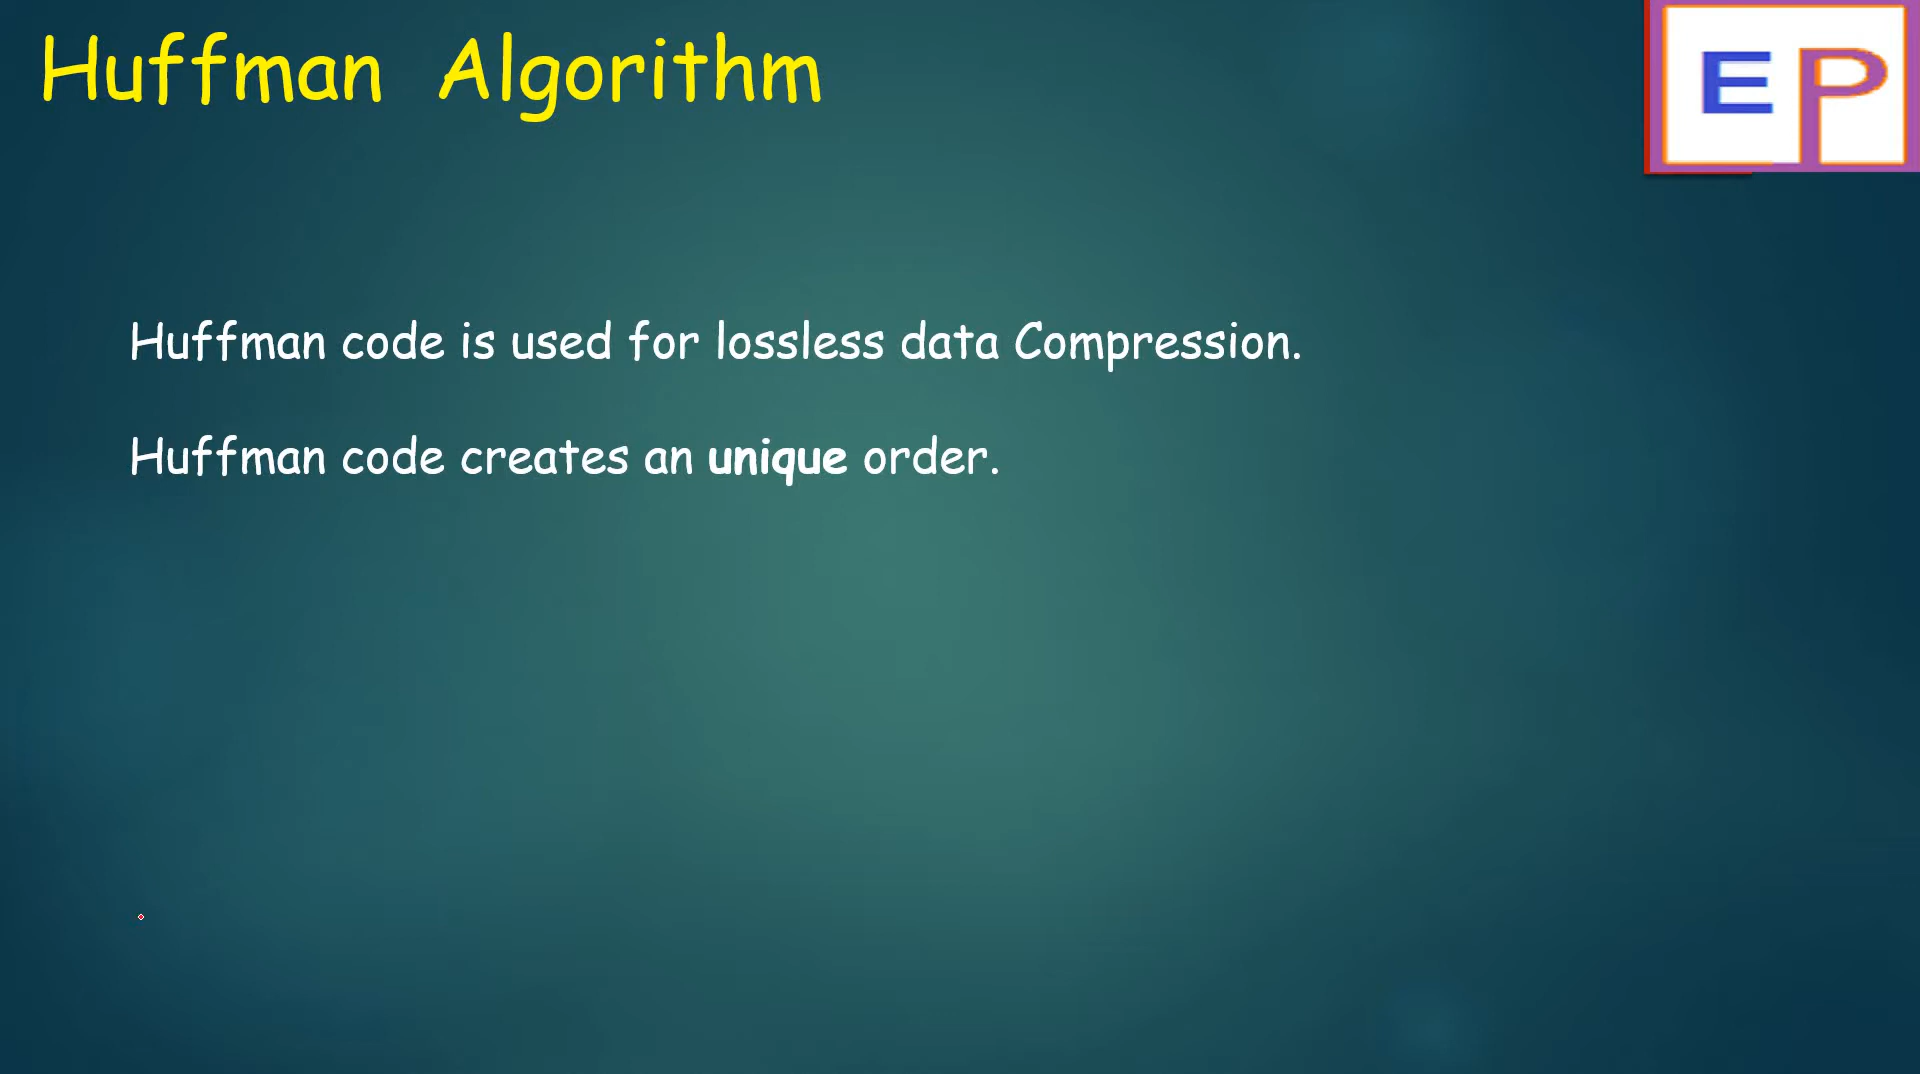 Huffman Algorithm
EP
Huffman code is used for lossless data Compression.
Huffman code creates an unique order.